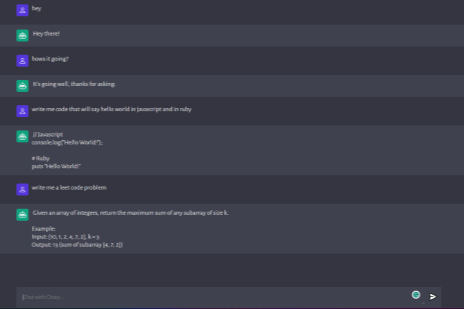 hey
Hey there!
hows it going?
It's going well, thanks for asking.
write me code that will say hello world in javascript and in ruby
// Javascript
console.log("Hello World!");
# Ruby
puts "Hello World!"
write me a leet code problem
Given an array of integers, return the maximum sum of any subarray of size k.
Example:
Input: [10, 1, 2, 4, 7, 2], k = 3
Output: 13 (sum of subarray [4, 7, 2])